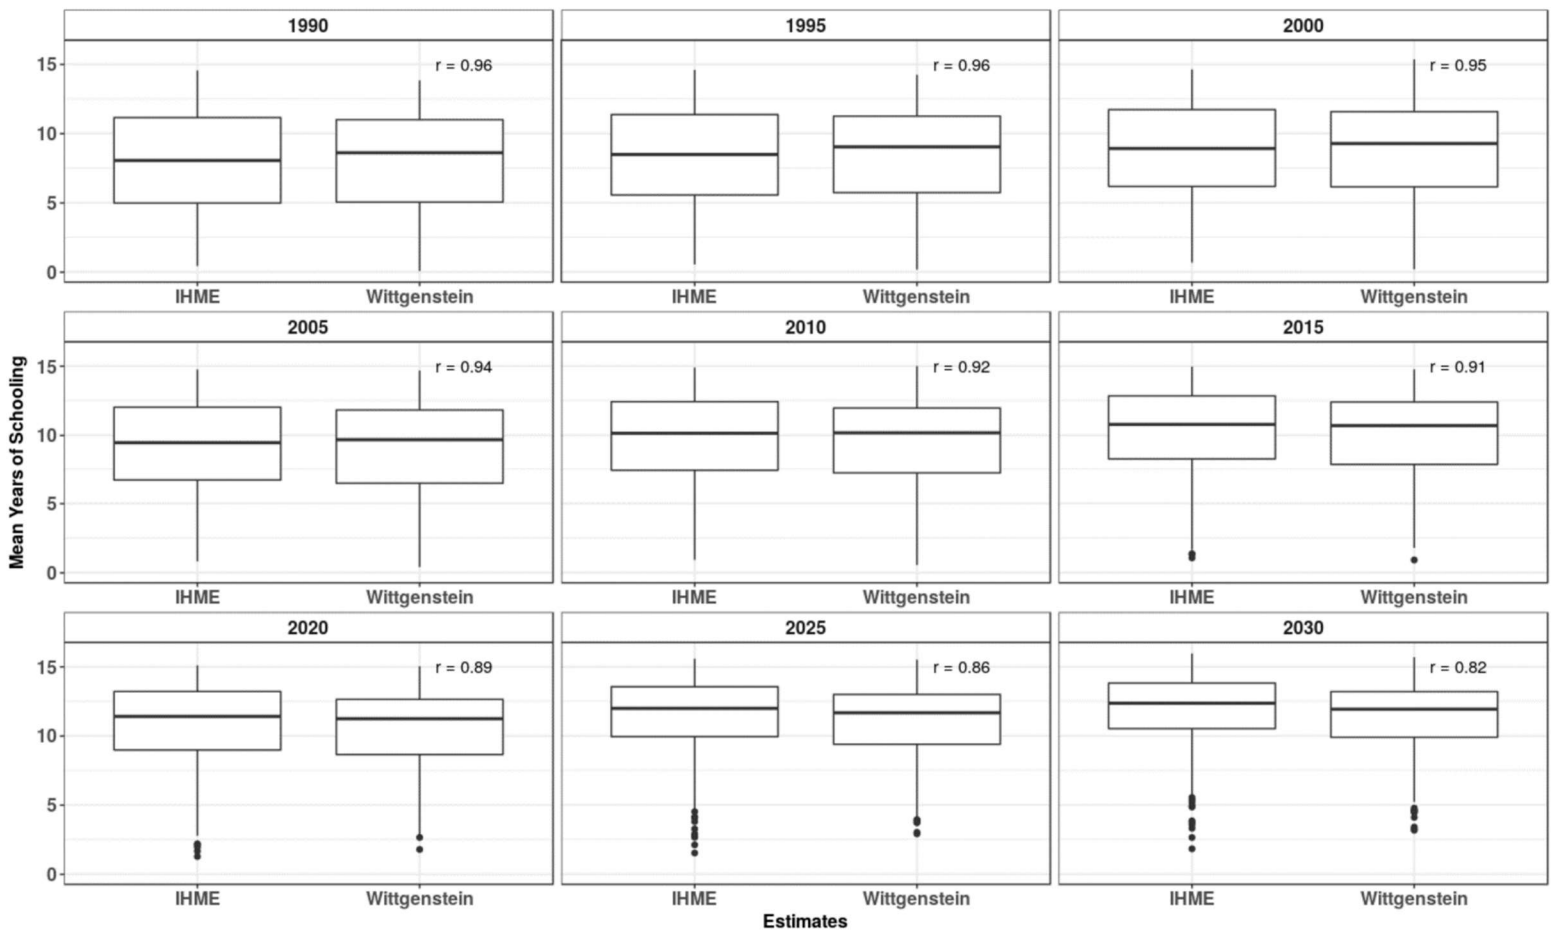 1990 1995 2000
15 r = 0.96 r = 0.96 r = 0.95
10
5
0
IHME Wittgenstein IHME Wittgenstein IHME Wittgenstein
2005 2010 2015
Mean Years of Schooling
15 r = 0.94 r = 0.92 r = 0.91
10
5
0
IHME Wittgenstein IHME Wittgenstein IHME Wittgenstein
2020 2025 2030
15 r = 0.89 r = 0.86 r = 0.82
10
5
0
IHME Wittgenstein IHME Wittgenstein IHME Wittgenstein
Estimates